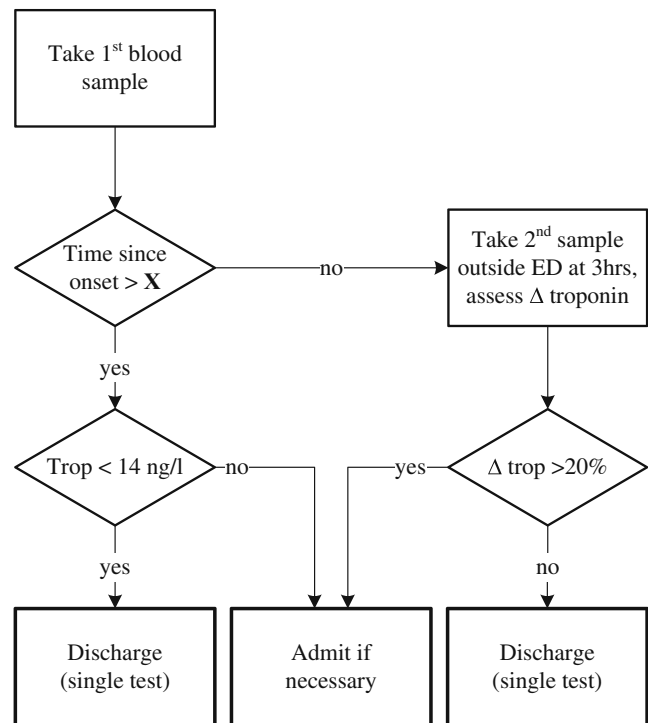 Take 1st blood
sample
Time since
onset > X
no
Take 2nd sample
outside ED at 3hrs,
assess Δ troponin
yes
Trop < 14 ng/l
no
yes
Δ trop >20%
yes
no
Discharge
(single test)
Admit if
necessary
Discharge
(single test)